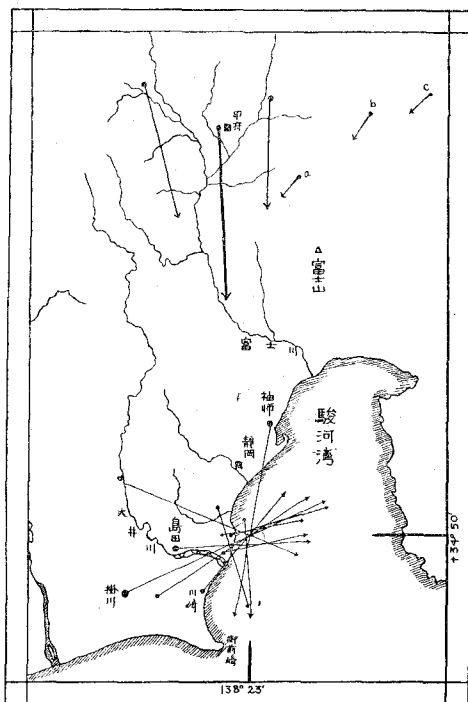 c
b
甲府
a
富士山
富士川
袖師
静岡
駿河湾
大井川
島田
掛川
川崎
御前崎
+34° 50'
138° 23'